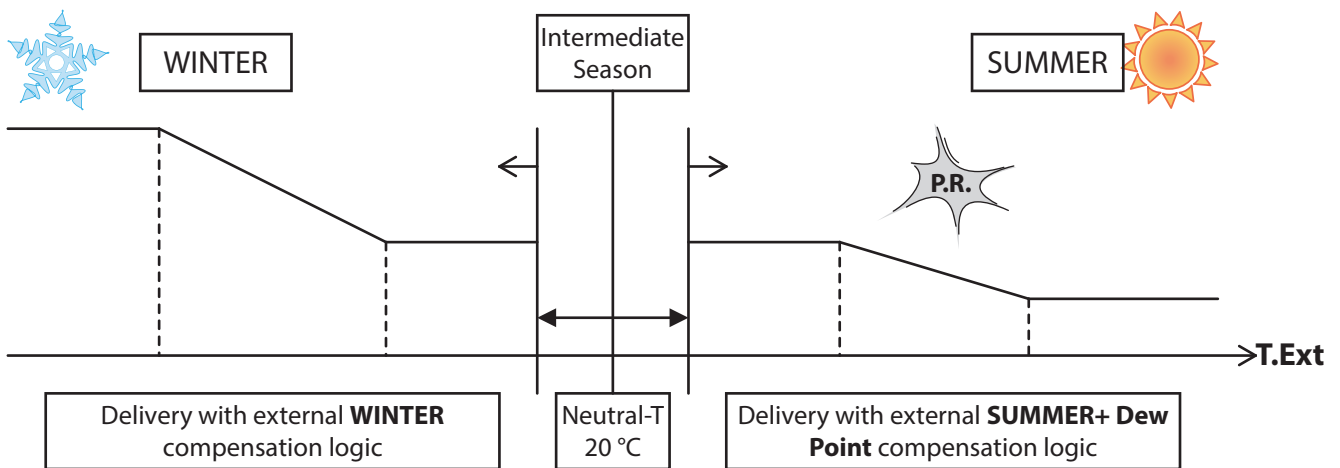 WINTER
Intermediate
Season
SUMMER
P.R.
T.Ext
Delivery with external WINTER
compensation logic
Neutral-T
20 °C
Delivery with external SUMMER+ Dew
Point compensation logic